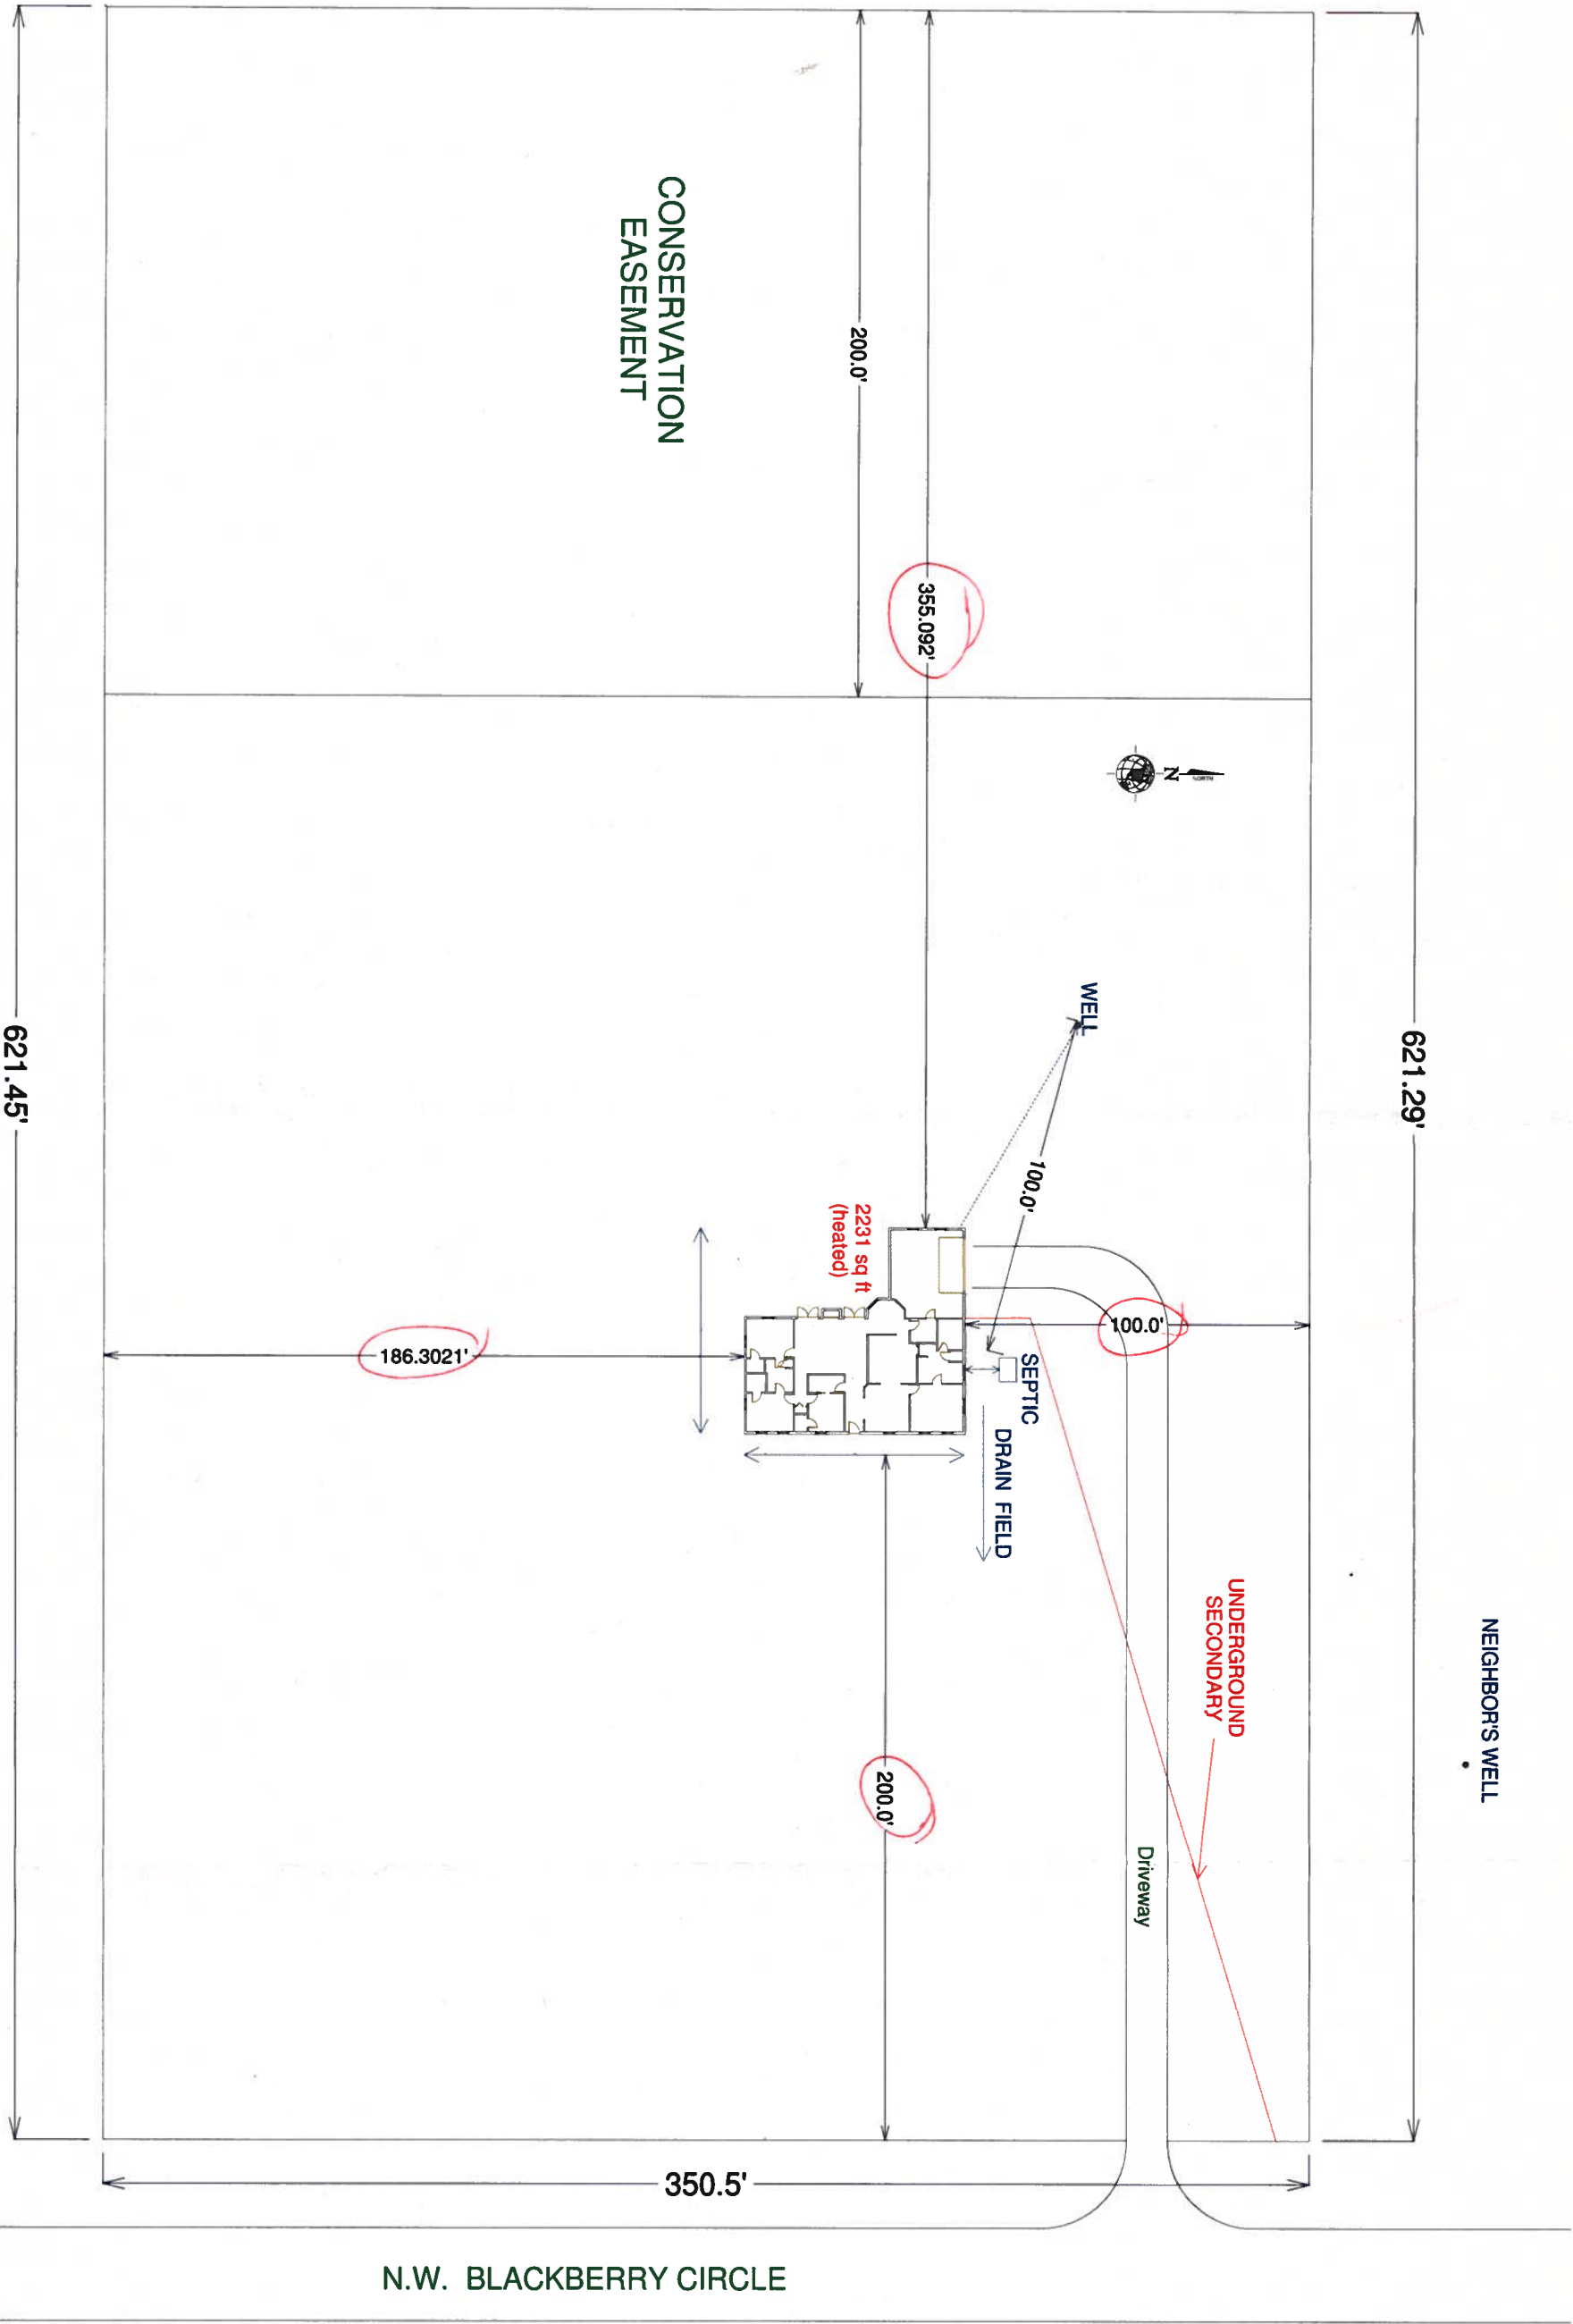 621.29'
NEIGHBOR'S WELL
N
NORTH
WELL
100.0'
100.0'
UNDERGROUND
SECONDARY
Driveway
SEPTIC
DRAIN FIELD
355.092'
200.0'
2231 sq ft
(heated)
200.0'
CONSERVATION
EASEMENT
186.3021'
350.5'
N.W. BLACKBERRY CIRCLE
621.45'